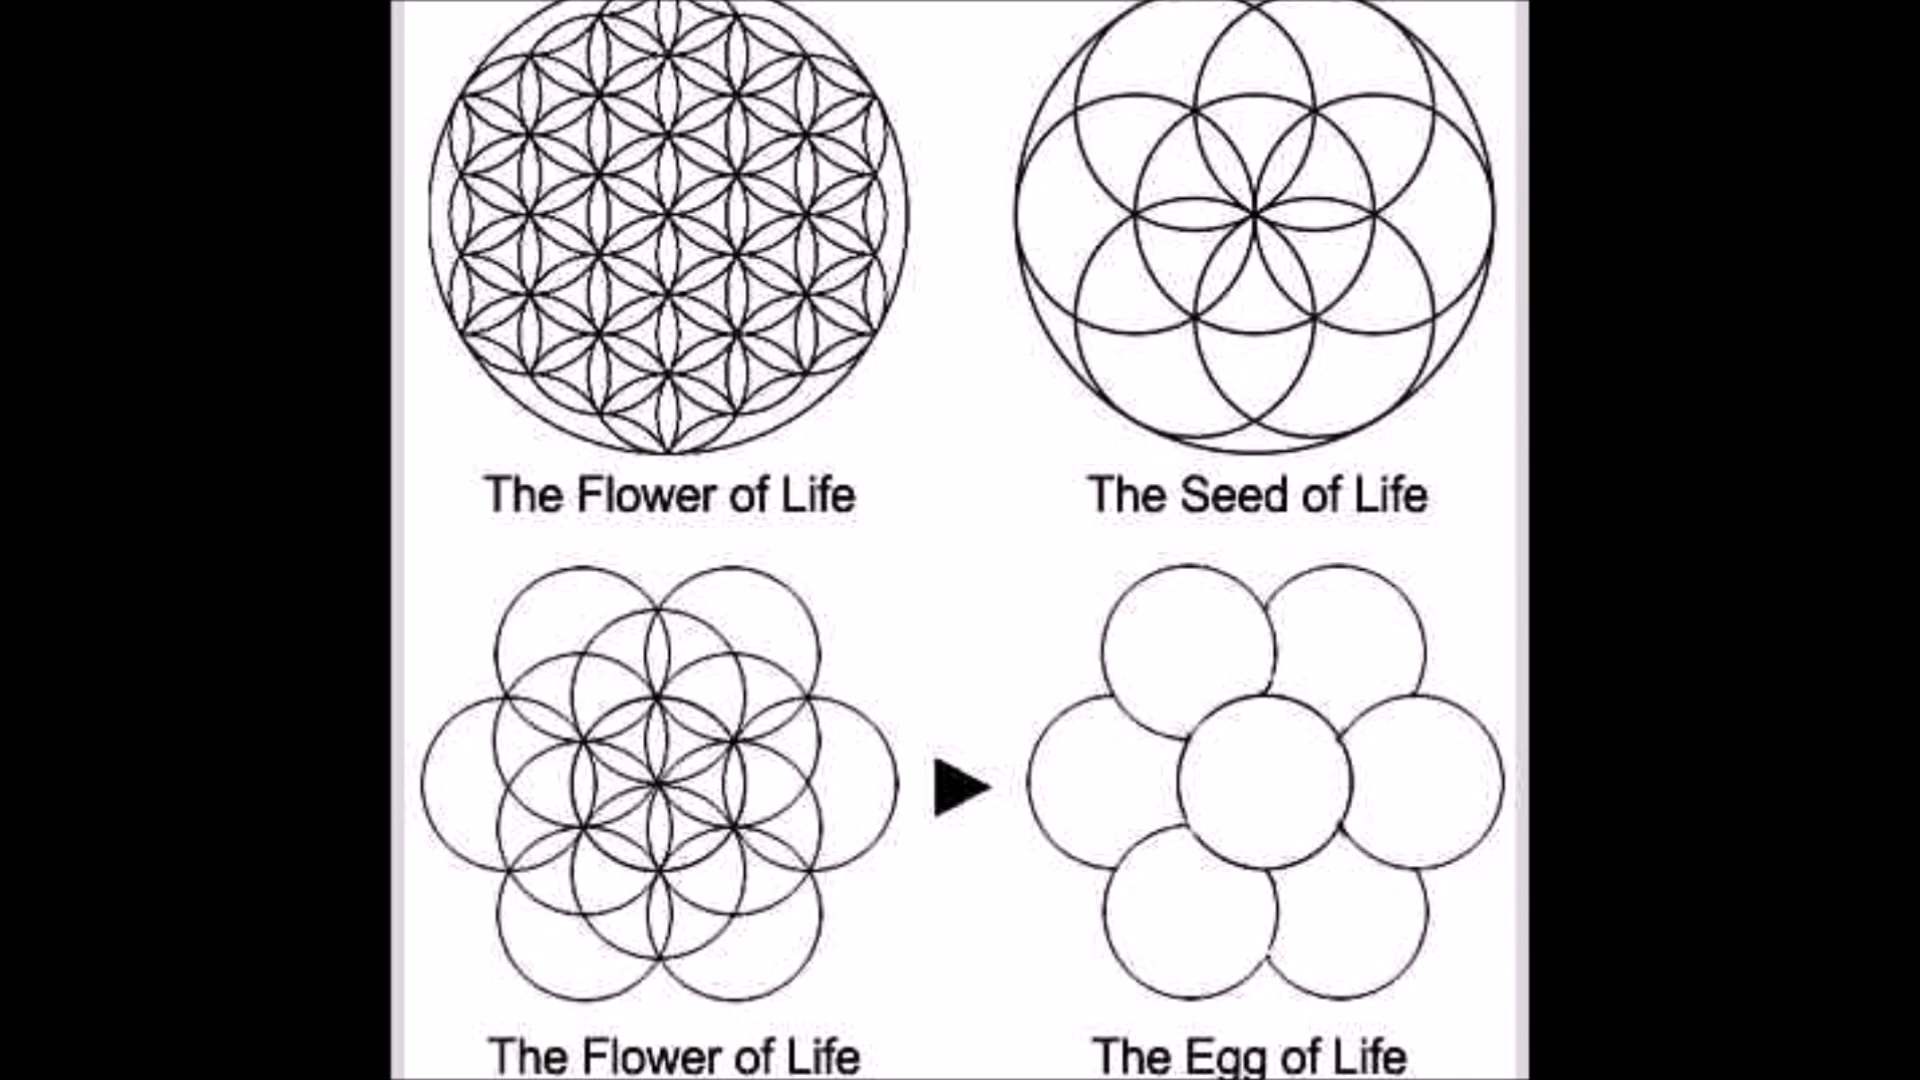 The Flower of Life
The Seed of Life
The Flower of Life
The Egg of Life